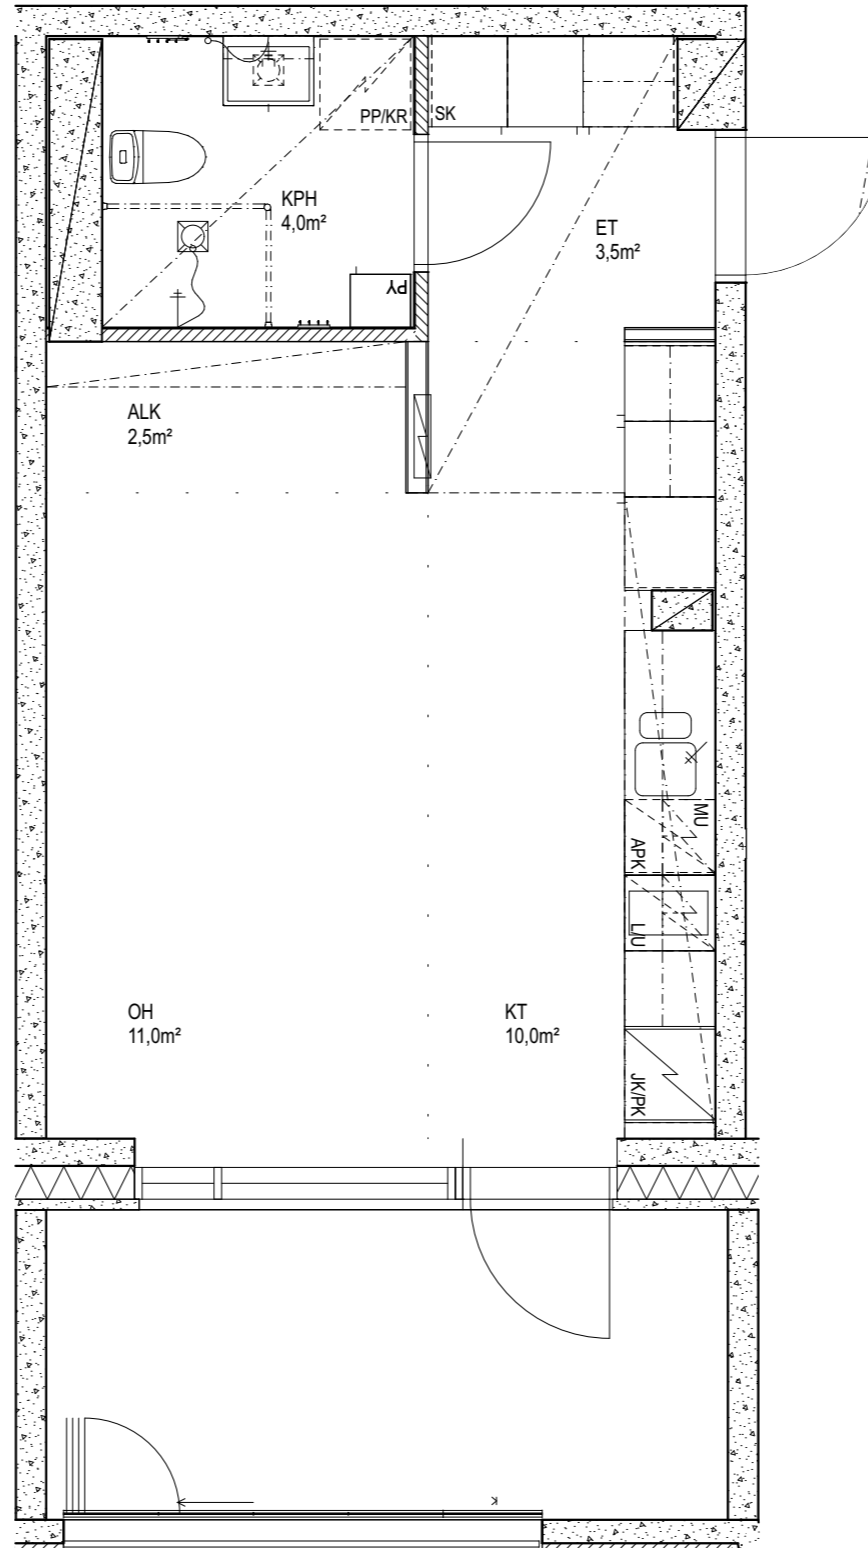 PP/KR
SK
KPH
4,0m²
ET
3,5m²
PY
ALK
2,5m²
MU
APK
L/U
OH
11,0m²
KT
10,0m²
JK/PK